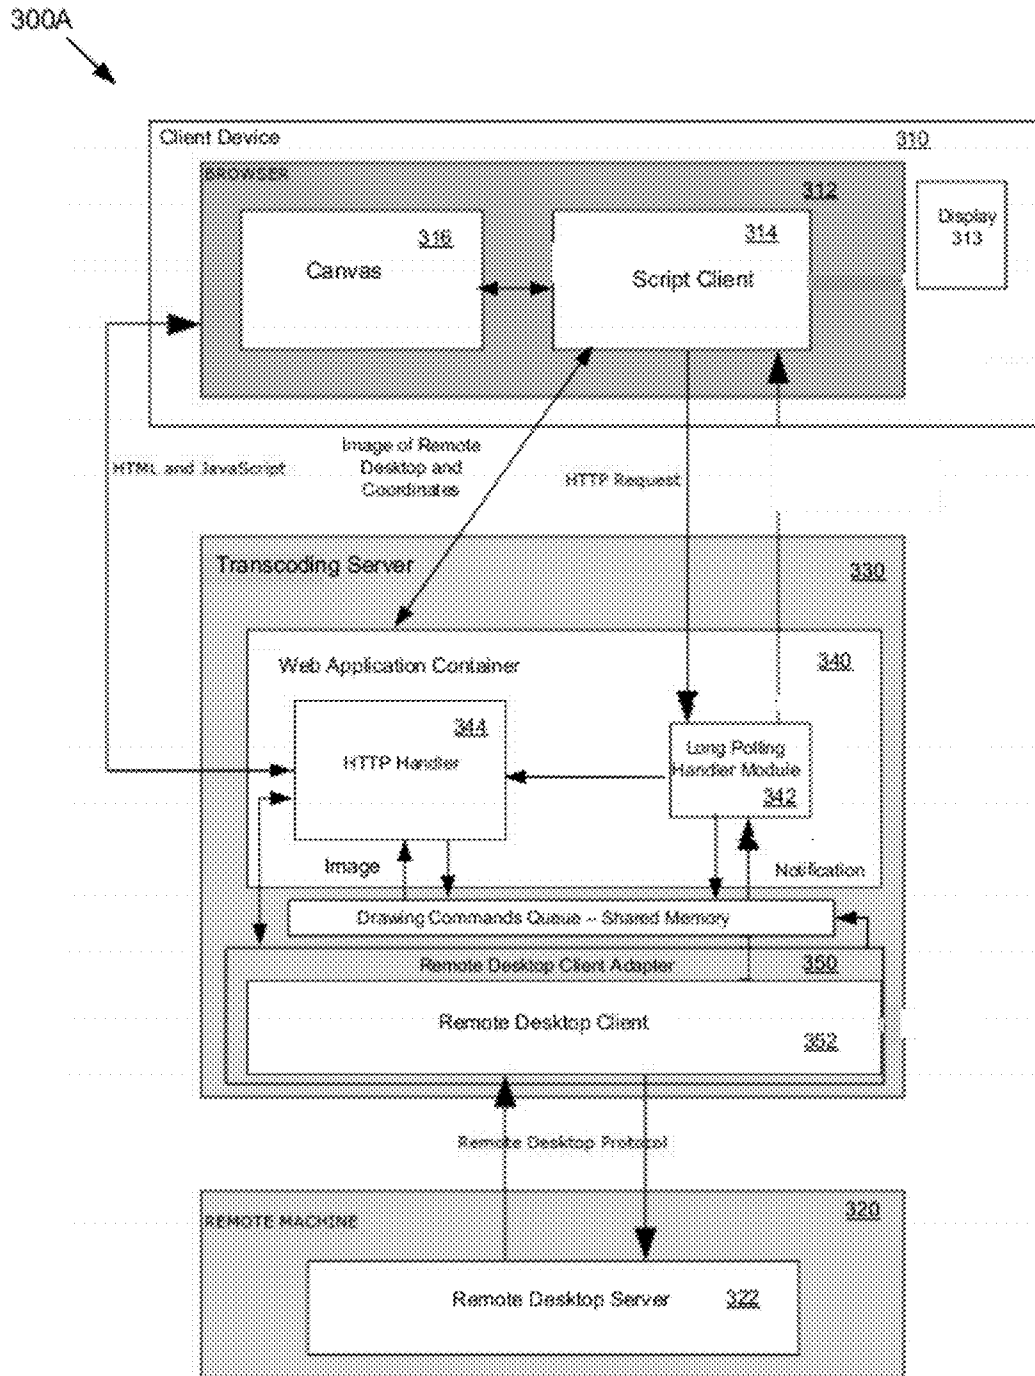 300A
Client Device
310
BROWSER
312
316
Canvas
314
Script Client
Display
313
HTML and JavaScript
Image of Remote
Desktop and
Coordinates
HTTP Request
Transcoding Server
330
Web Application Container
340
344
HTTP Handler
Long Polling
Handler Module
342
Image
Notification
Drawing Commands Queue – Shared Memory
Remote Desktop Client Adapter
350
Remote Desktop Client
352
Remote Desktop Protocol
REMOTE MACHINE
320
Remote Desktop Server
322